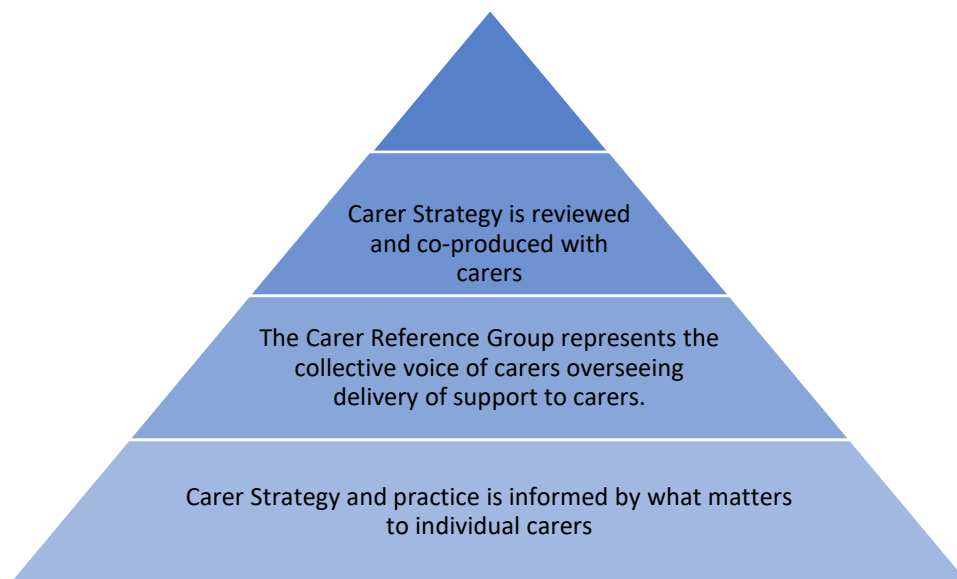 Carer Strategy is reviewed
and co-produced with
carers
The Carer Reference Group represents the
collective voice of carers overseeing
delivery of support to carers.
Carer Strategy and practice is informed by what matters
to individual carers